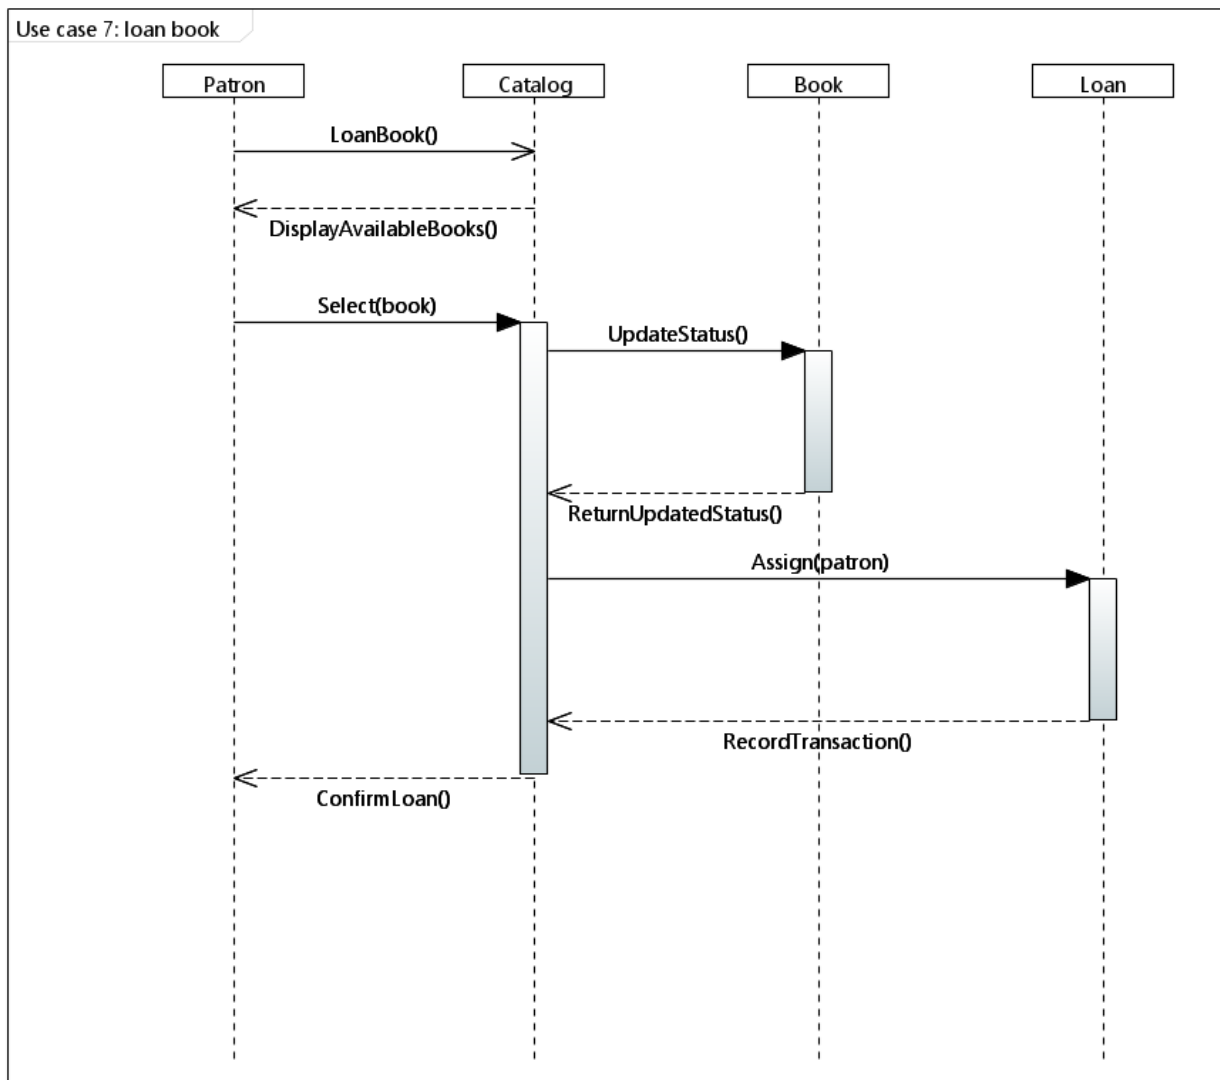 Use case 7: loan book
Patron
Catalog
Book
Loan
LoanBook()
DisplayAvailableBooks()
Select(book)
UpdateStatus()
ReturnUpdatedStatus()
Assign(patron)
RecordTransaction()
ConfirmLoan()